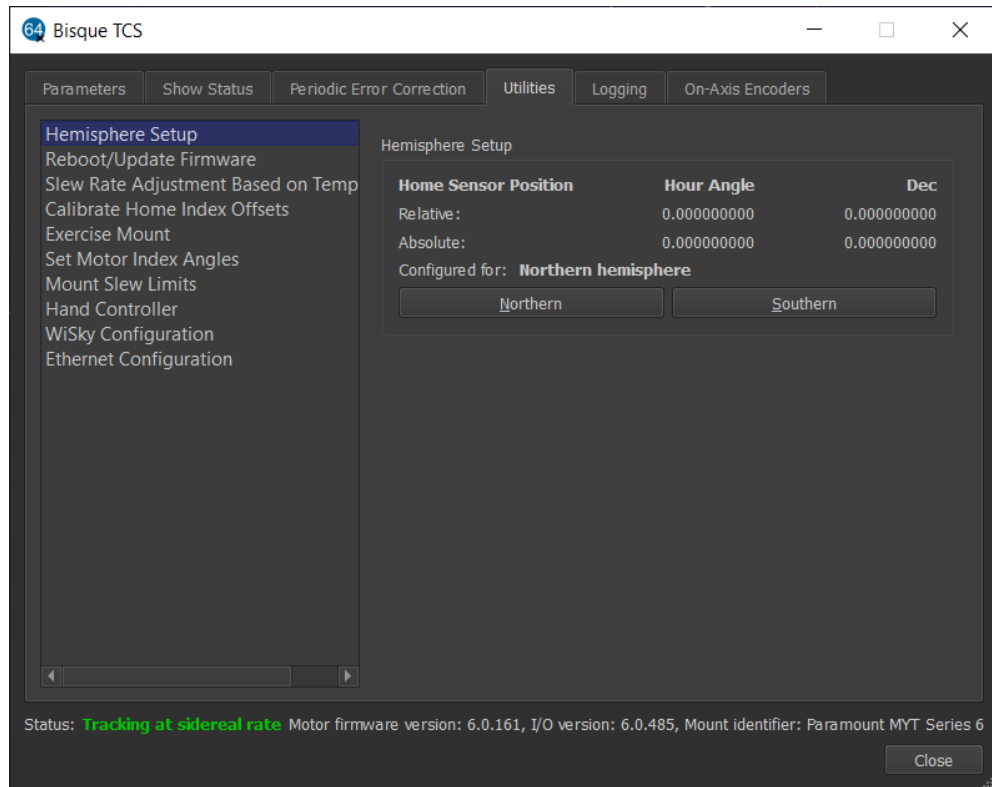 64 Bisque TCS
Parameters Show Status Periodic Error Correction Utilities Logging On-Axis Encoders
Hemisphere Setup
Reboot/Update Firmware
Slew Rate Adjustment Based on Temp
Calibrate Home Index Offsets
Exercise Mount
Set Motor Index Angles
Mount Slew Limits
Hand Controller
WiSky Configuration
Ethernet Configuration
Hemisphere Setup
Home Sensor Position Hour Angle Dec
Relative: 0.000000000 0.000000000
Absolute: 0.000000000 0.000000000
Configured for: Northern hemisphere
Northern Southern
Status: Tracking at sidereal rate Motor firmware version: 6.0.161, I/O version: 6.0.485, Mount identifier: Paramount MYT Series 6
Close